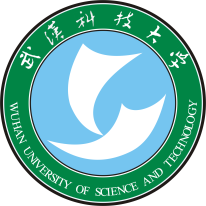 武汉科技大学
WUHAN UNIVERSITY OF SCIENCE AND TECHNOLOGY